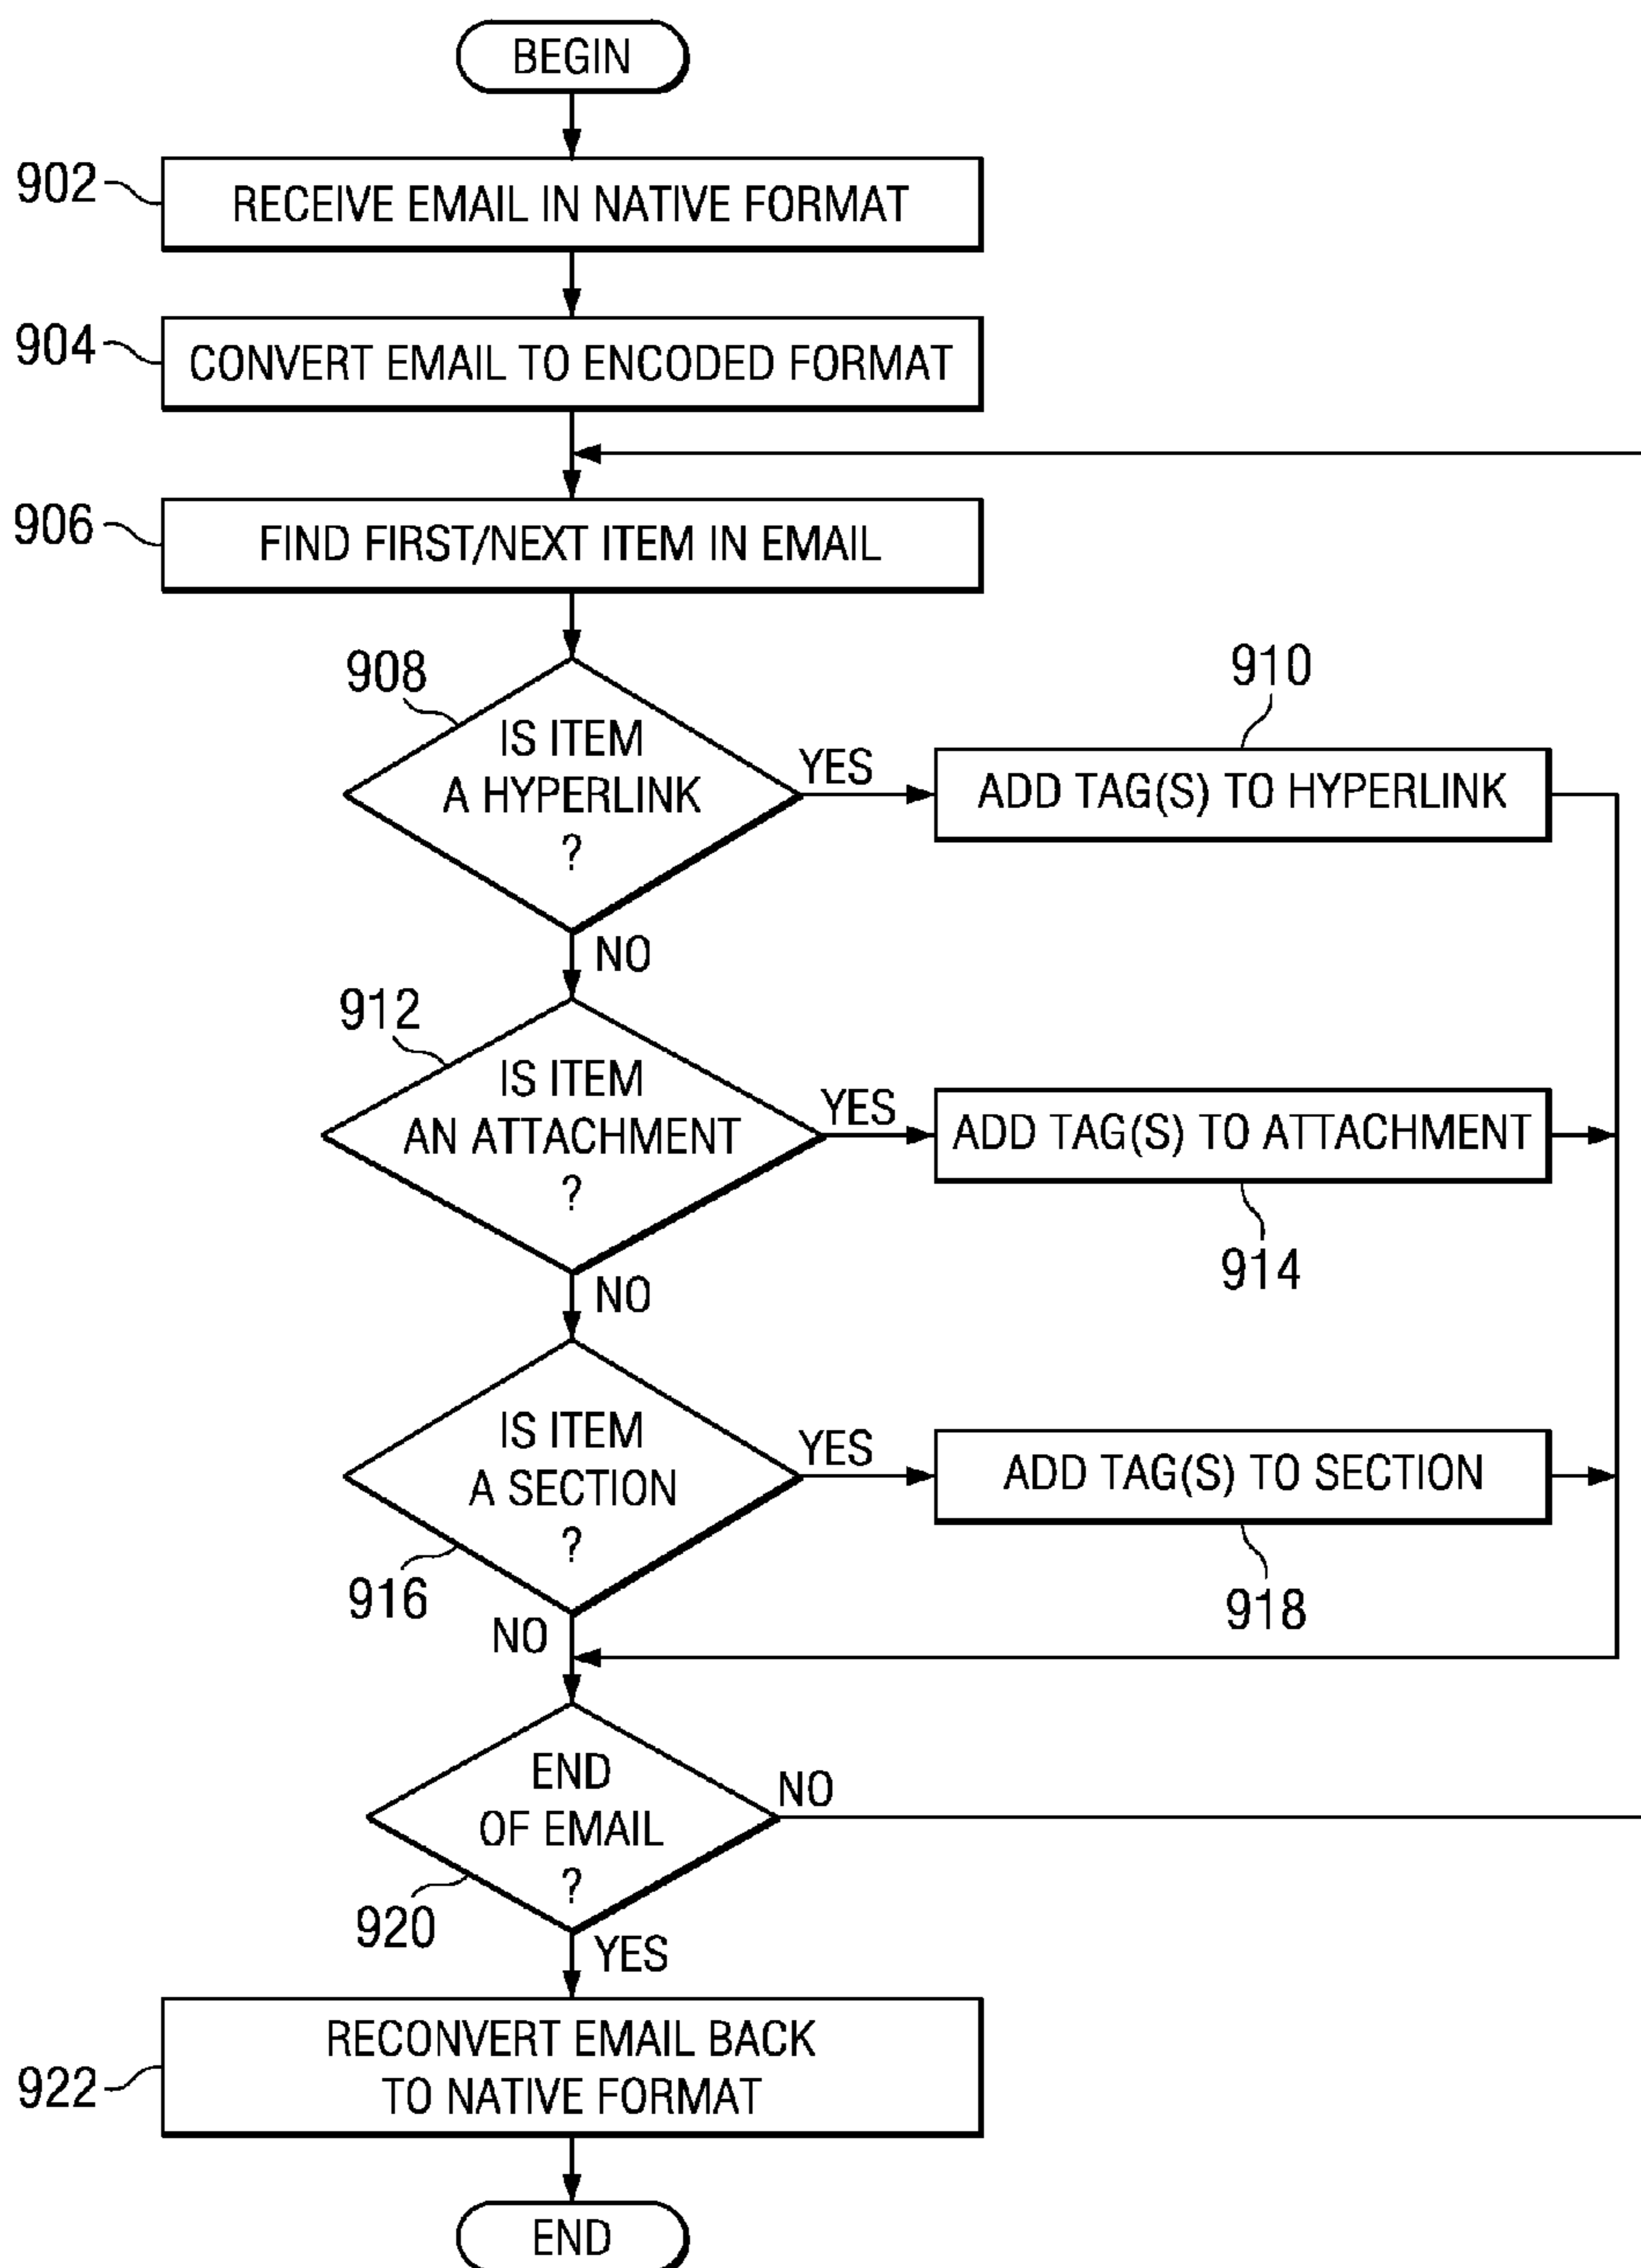 BEGIN
902
RECEIVE EMAIL IN NATIVE FORMAT
904
CONVERT EMAIL TO ENCODED FORMAT
906
FIND FIRST/NEXT ITEM IN EMAIL
908
IS ITEM
A HYPERLINK
?
YES
910
ADD TAG(S) TO HYPERLINK
NO
912
IS ITEM
AN ATTACHMENT
?
YES
ADD TAG(S) TO ATTACHMENT
914
NO
IS ITEM
A SECTION
?
916
YES
ADD TAG(S) TO SECTION
918
NO
END
OF EMAIL
?
920
NO
YES
RECONVERT EMAIL BACK
TO NATIVE FORMAT
922
END